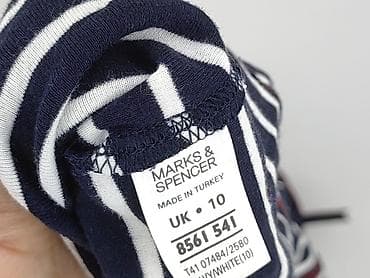 MARKS &
SPENCER
MADE IN TURKEY
UK • 10
8561 541
T41 07484/2580